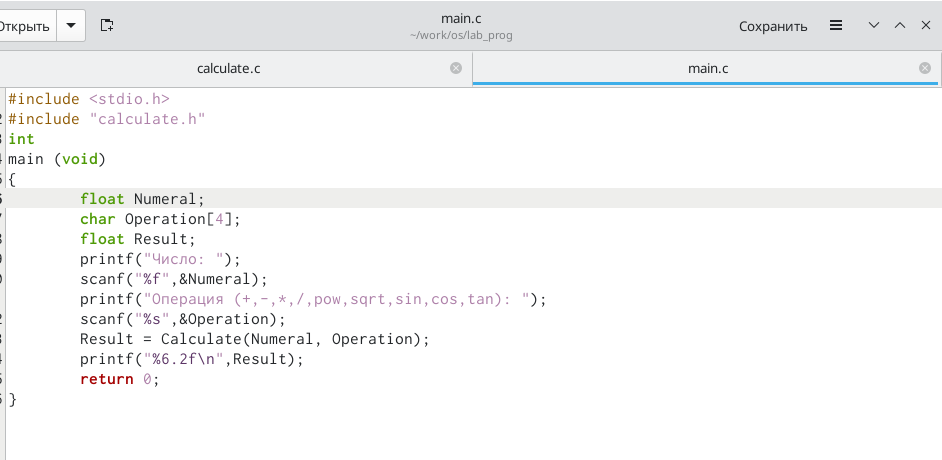 Открыть
main.c
~/work/os/lab_prog
Сохранить
calculate.c
main.c
#include <stdio.h>
#include "calculate.h"
int
main (void)
{
float Numeral;
char Operation[4];
float Result;
printf("Число: ");
scanf("%f",&Numeral);
printf("Операция (+,-,*,/,pow,sqrt,sin,cos,tan): ");
scanf("%s",&Operation);
Result = Calculate(Numeral, Operation);
printf("%6.2f\n",Result);
return 0;
}